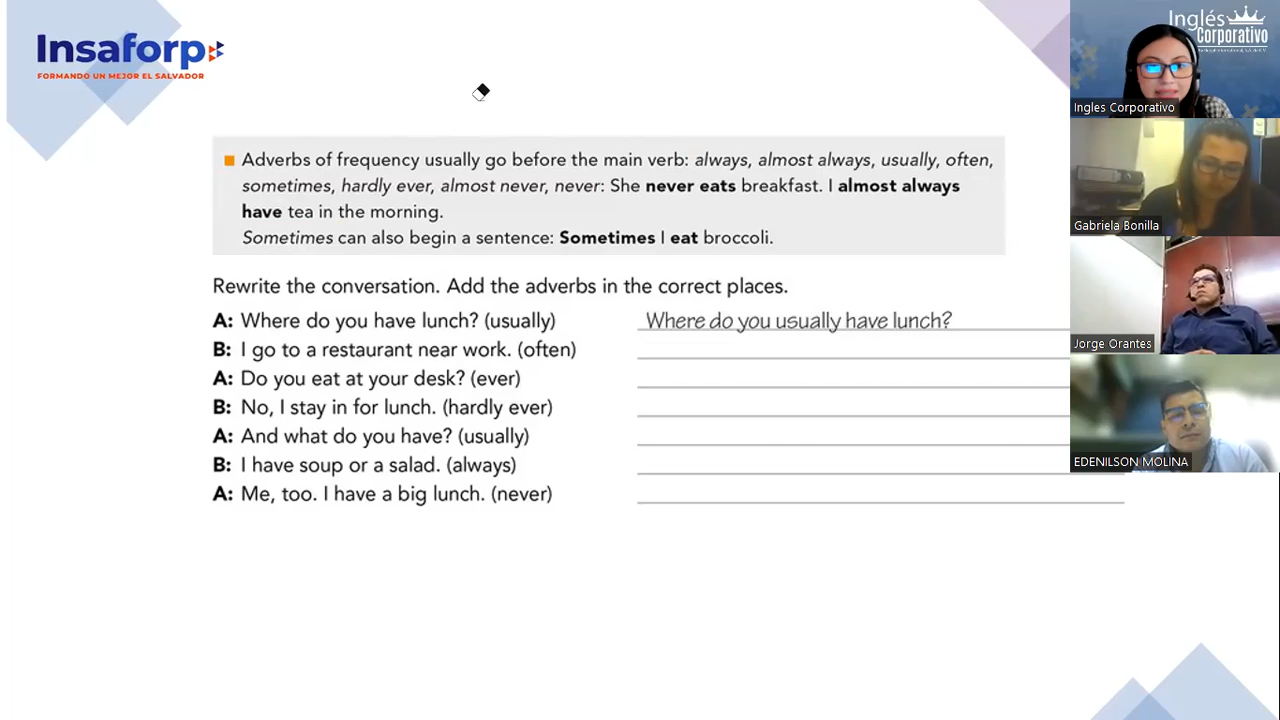 Insaforp
FORMANDO UN MEJOR EL SALVADOR
Adverbs of frequency usually go before the main verb: always, almost always, usually, often,
sometimes, hardly ever, almost never, never: She never eats breakfast. I almost always
have tea in the morning.
Sometimes can also begin a sentence: Sometimes I eat broccoli.
Rewrite the conversation. Add the adverbs in the correct places.
A: Where do you have lunch? (usually) Where do you usually have lunch?
B: I go to a restaurant near work. (often)
A: Do you eat at your desk? (ever)
B: No, I stay in for lunch. (hardly ever)
A: And what do you have? (usually)
B: I have soup or a salad. (always)
A: Me, too. I have a big lunch. (never)
Inglés
Corporativo
Ingles Corporativo
Gabriela Bonilla
Jorge Orantes
EDENILSON MOLINA